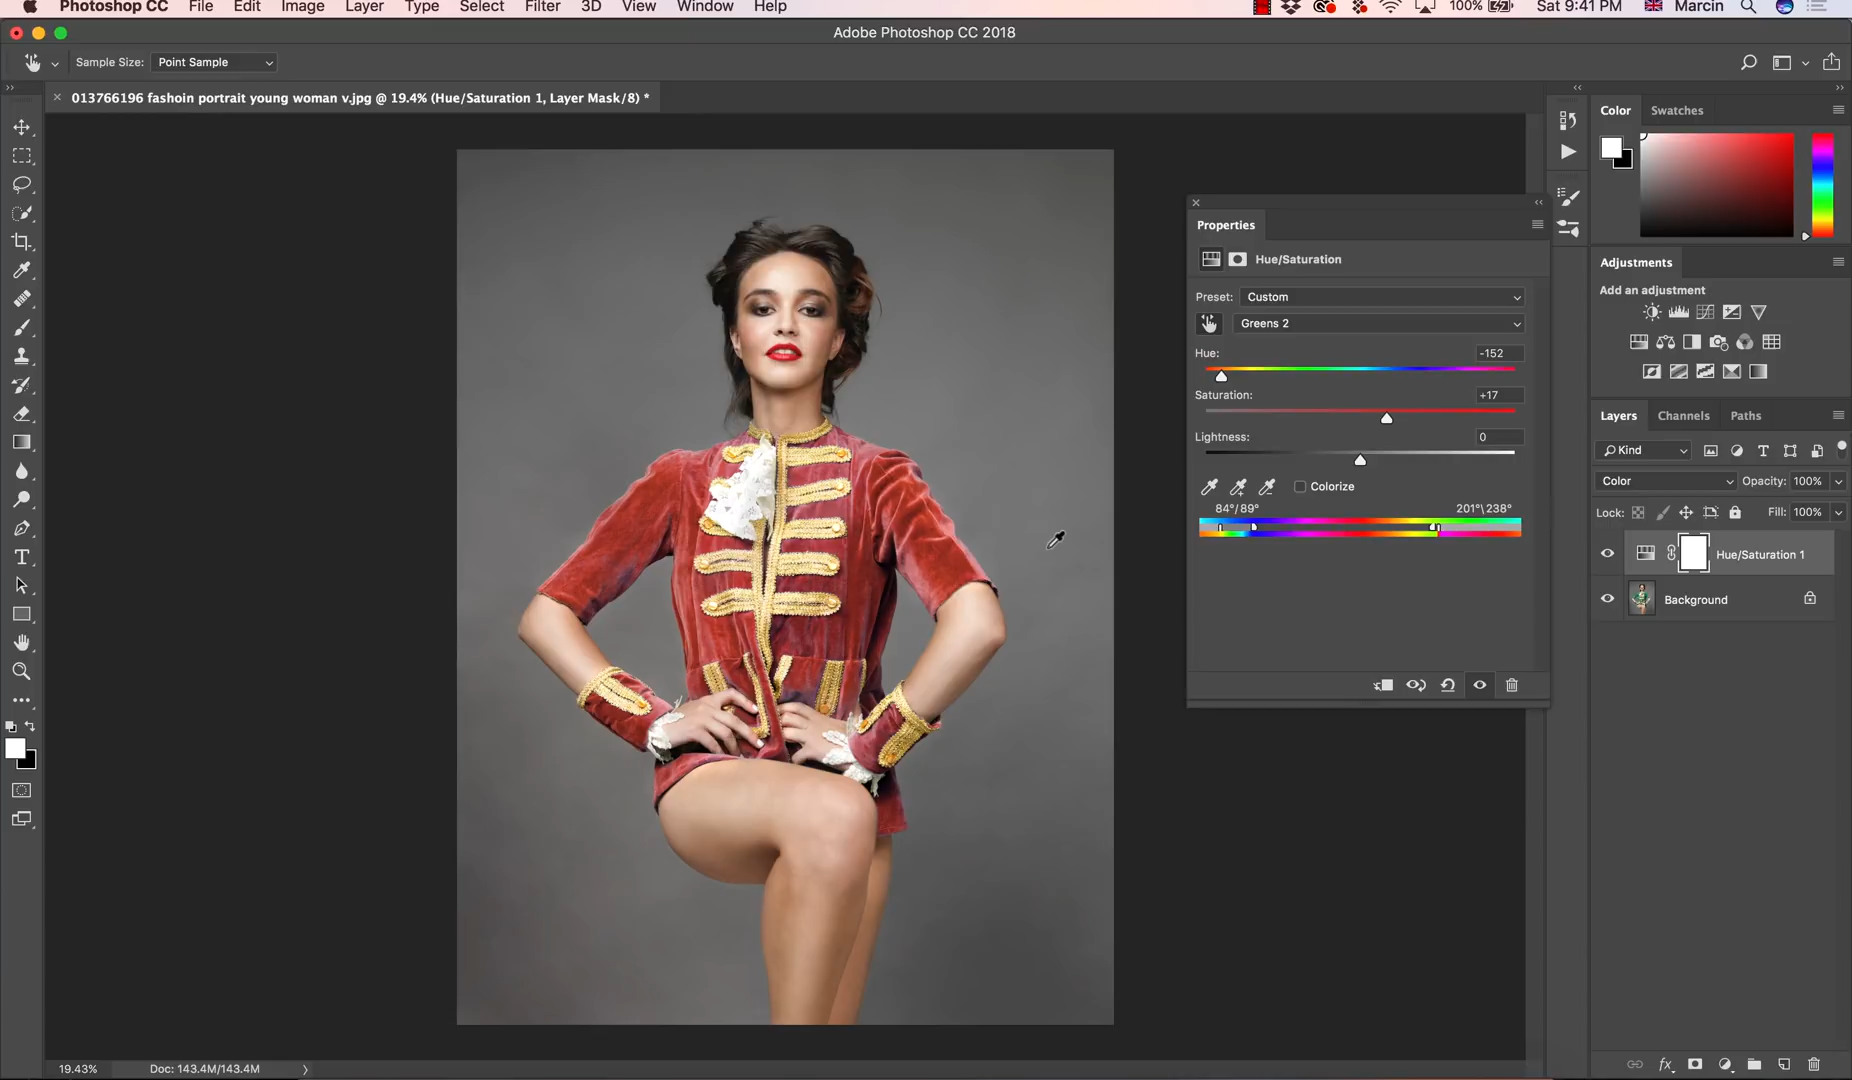 Photoshop CC File Edit Image Layer Type Select Filter 3D View Window Help 100% Sat 9:41 PM Marcin
Adobe Photoshop CC 2018
Sample Size: Point Sample
013766196 fashoin portrait young woman v.jpg @ 19.4% (Hue/Saturation 1, Layer Mask/8) *
Color Swatches
Properties
Hue/Saturation
Preset: Custom
Greens 2
Hue: -152
Saturation: +17
Lightness: 0
Colorize
84°/89° 201°\238°
Adjustments
Add an adjustment
Layers Channels Paths
Kind
Color Opacity: 100%
Lock: Fill: 100%
Hue/Saturation 1
Background
19.43% Doc: 143.4M/143.4M